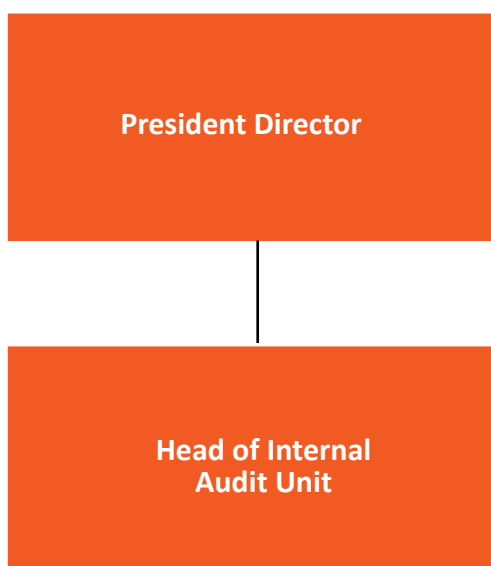 President Director
Head of Internal
Audit Unit